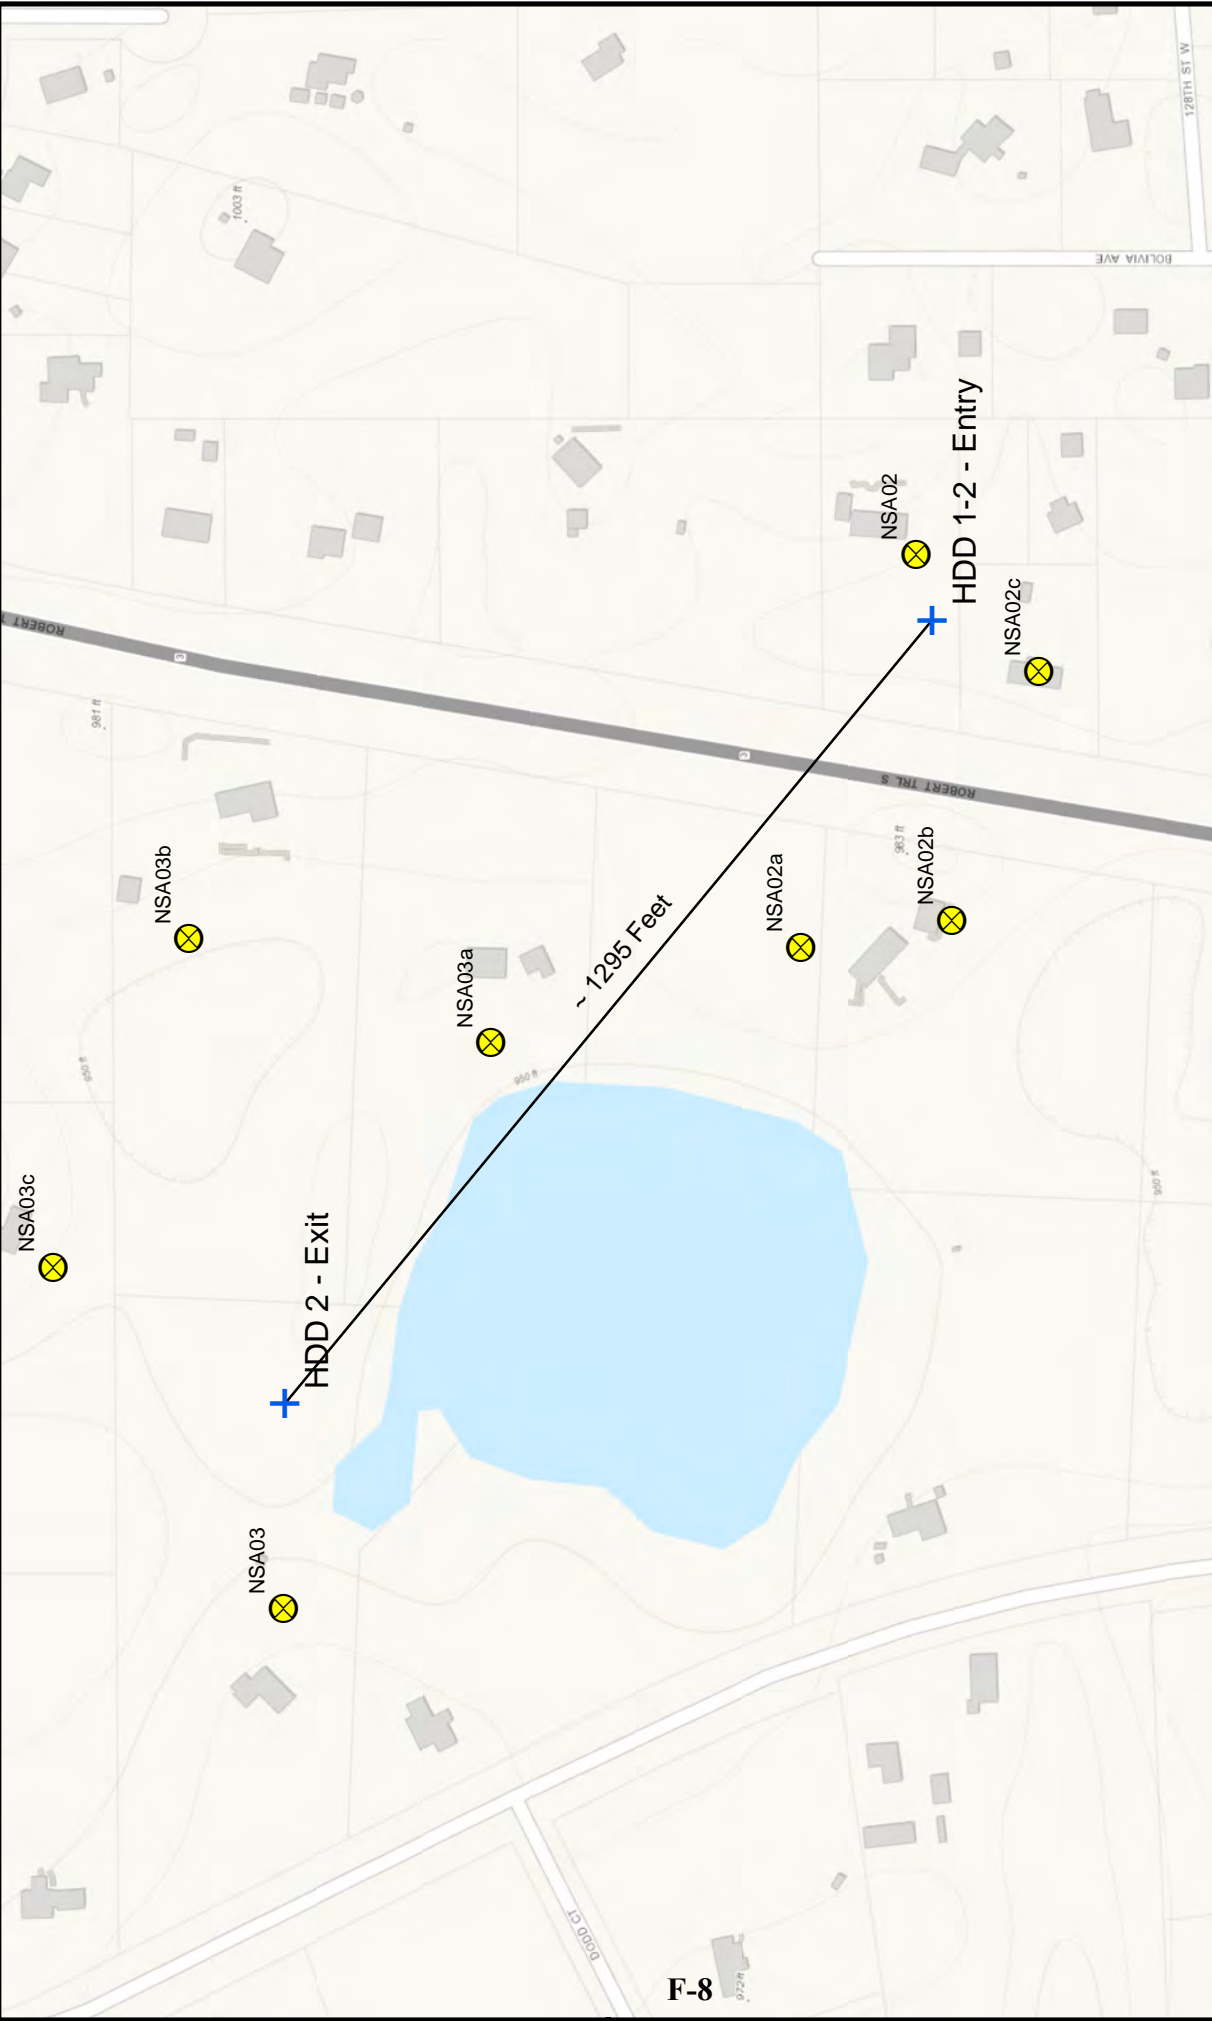 128TH ST W
1003 ft
BOLIVIA AVE
HDD 1-2 - Entry
NSA02
NSA02c
ROBERT T
3
981 ft
3
ROBERT TRL S
983 ft
NSA02b
NSA02a
NSA03b
~ 1295 Feet
NSA03a
950 ft
950 ft
950 ft
NSA03c
HDD 2 - Exit
NSA03
DODD CT
972 ft
F-8